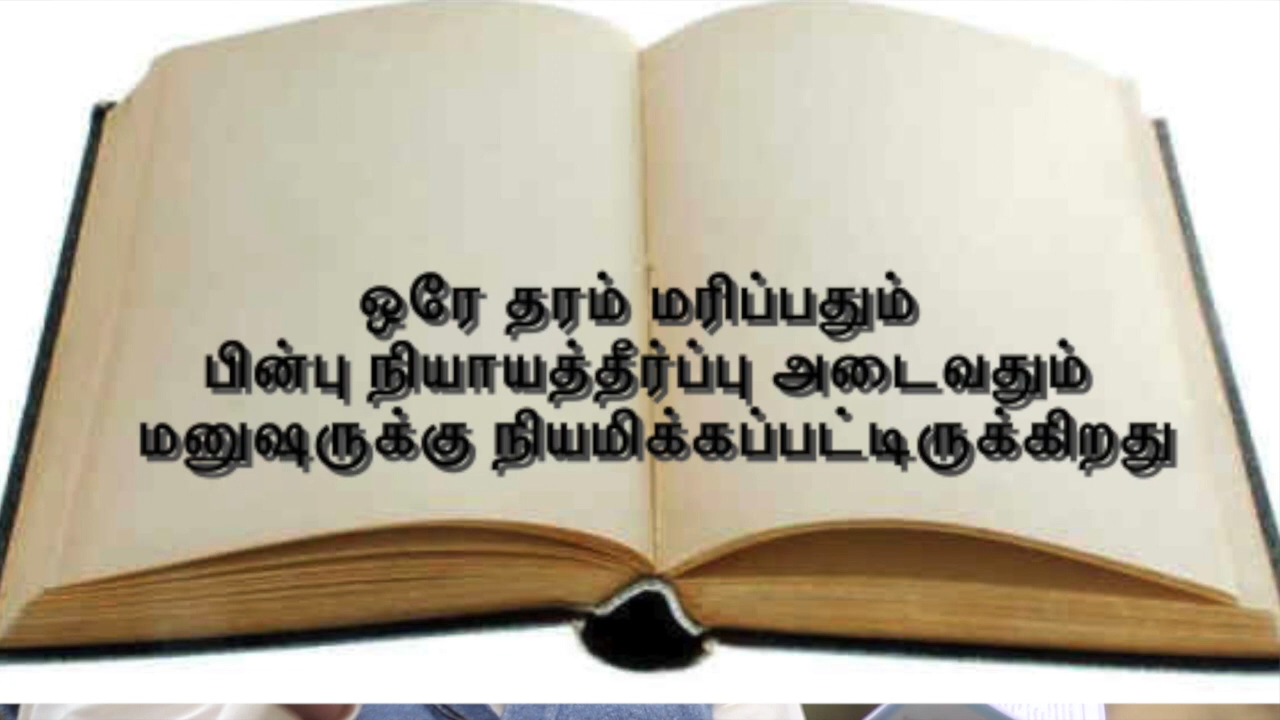 ஒரே தரம் மரிப்பதும்
பின்பு நியாயத்தீர்ப்பு அடைவதும்
மனுஷருக்கு நியமிக்கப்பட்டிருக்கிறது